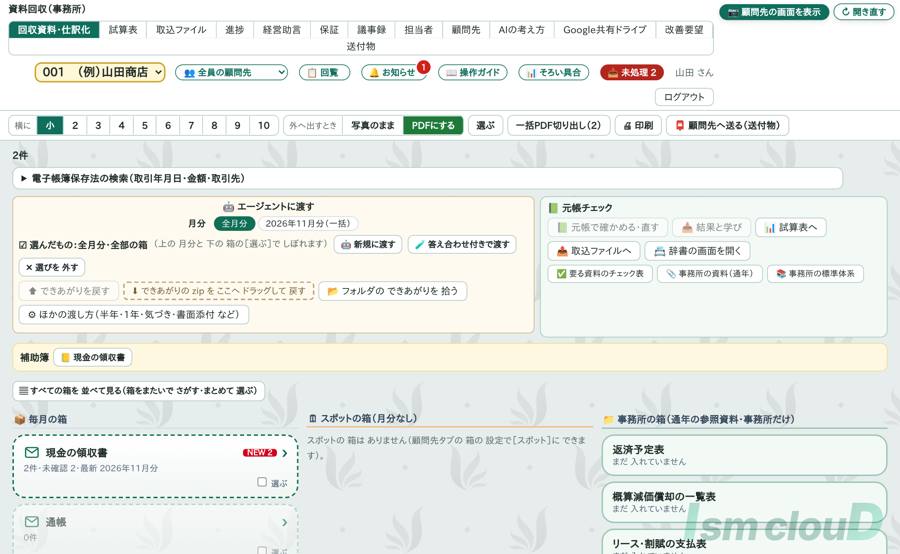 資料回収(事務所)
📷 顧問先の画面を表示
↻ 開き直す
回収資料・仕訳化 試算表 取込ファイル 進捗 経営助言 保証 議事録 担当者 顧問先 AIの考え方 Google共有ドライブ 改善要望
送付物
001 (例)山田商店
👥 全員の顧問先
📋 回覧
🔔 お知らせ 1
📖 操作ガイド
📊 そろい具合
📥 未処理 2
山田 さん
ログアウト
横に 小 2 3 4 5 6 7 8 9 10
外へ出すとき 写真のまま PDFにする
選ぶ
一括PDF切り出し(2)
🖨 印刷
📮 顧問先へ送る(送付物)
2件
▶ 電子帳簿保存法の検索(取引年月日・金額・取引先)
🤖 エージェントに渡す
月分 全月分 2026年11月分(一括)
☑ 選んだもの:全月分・全部の箱 (上の 月分と 下の 箱の[選ぶ]で しぼれます) 🤖 新規に渡す 🧪 答え合わせ付きで渡す
× 選びを 外す
⬆ できあがりを戻す ⬇ できあがりの zip を ここへ ドラッグして 戻す 📂 フォルダの できあがりを 拾う
⚙ ほかの渡し方(半年・1年・気づき・書面添付 など)
📗 元帳チェック
📗 元帳で確かめる・直す 📥 結果と学び 📊 試算表へ
📤 取込ファイルへ 📇 辞書の画面を開く
✅ 要る資料のチェック表 📎 事務所の資料(通年) 📚 事務所の標準体系
補助簿 📒 現金の領収書
すべての箱を 並べて見る(箱をまたいで さがす・まとめて 選ぶ)
📦 毎月の箱
現金の領収書 NEW 2
2件・未確認 2・最新 2026年11月分
選ぶ
通帳
0件
選ぶ
🗓 スポットの箱(月分なし)
スポットの 箱は ありません(顧問先タブの 箱の 設定で[スポット]に できま
す)。
📁 事務所の箱(通年の参照資料・事務所だけ)
返済予定表
まだ 入れていません
概算減価償却の一覧表
まだ 入れていません
リース・割賦の支払表
まだ 入れていません
Ism clouD